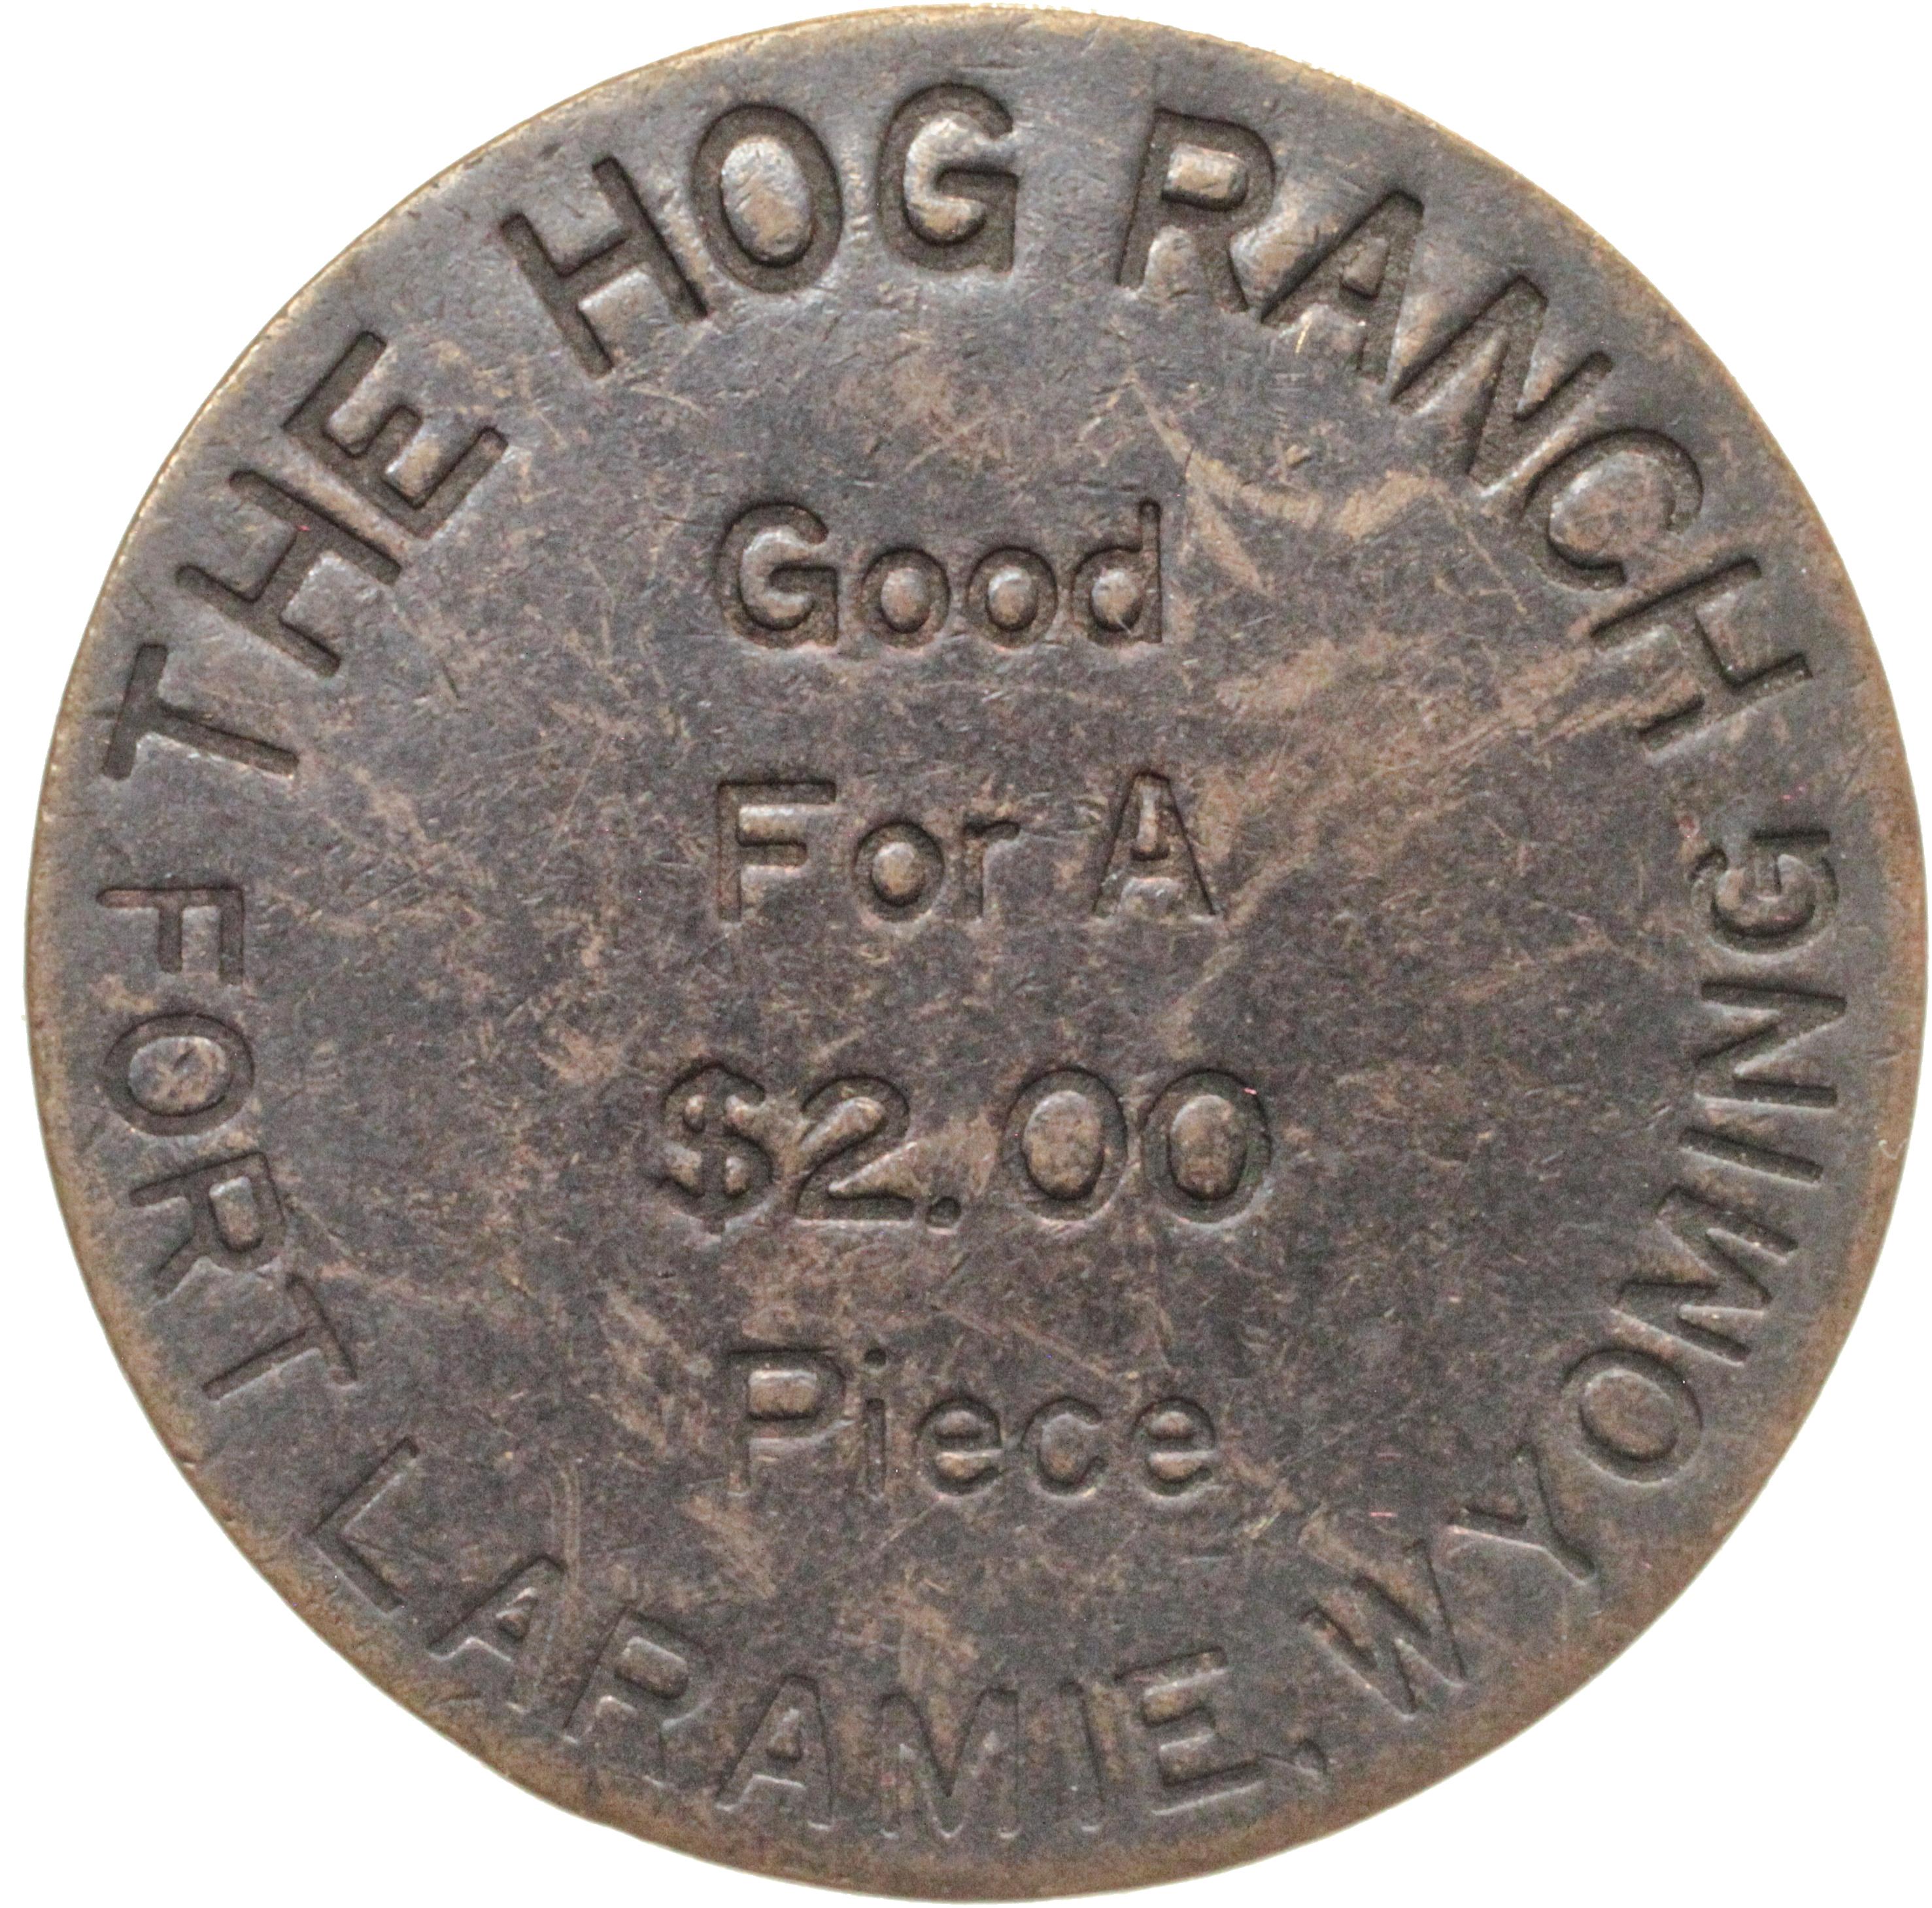 THE HOG RANCH
Good
For A
$2.00
Piece
FORT LARAMIE, WYOMING